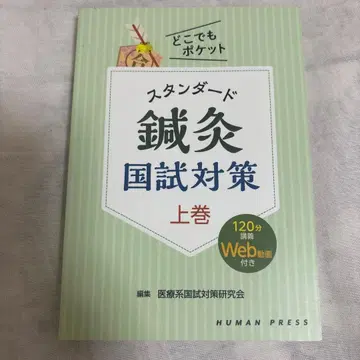 どこでも
ポケット
合
スタンダード
鍼灸
国試対策
上巻
120分
講義
Web動画
付き
編集 医療系国試対策研究会
HUMAN PRESS